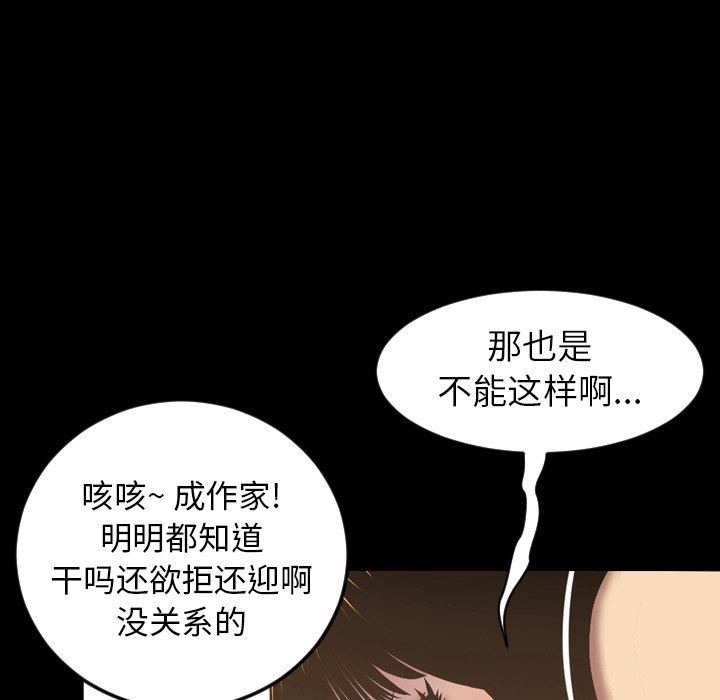 那也是
不能这样啊...
咳咳~ 成作家!
明明都知道
干吗还欲拒还迎啊
没关系的